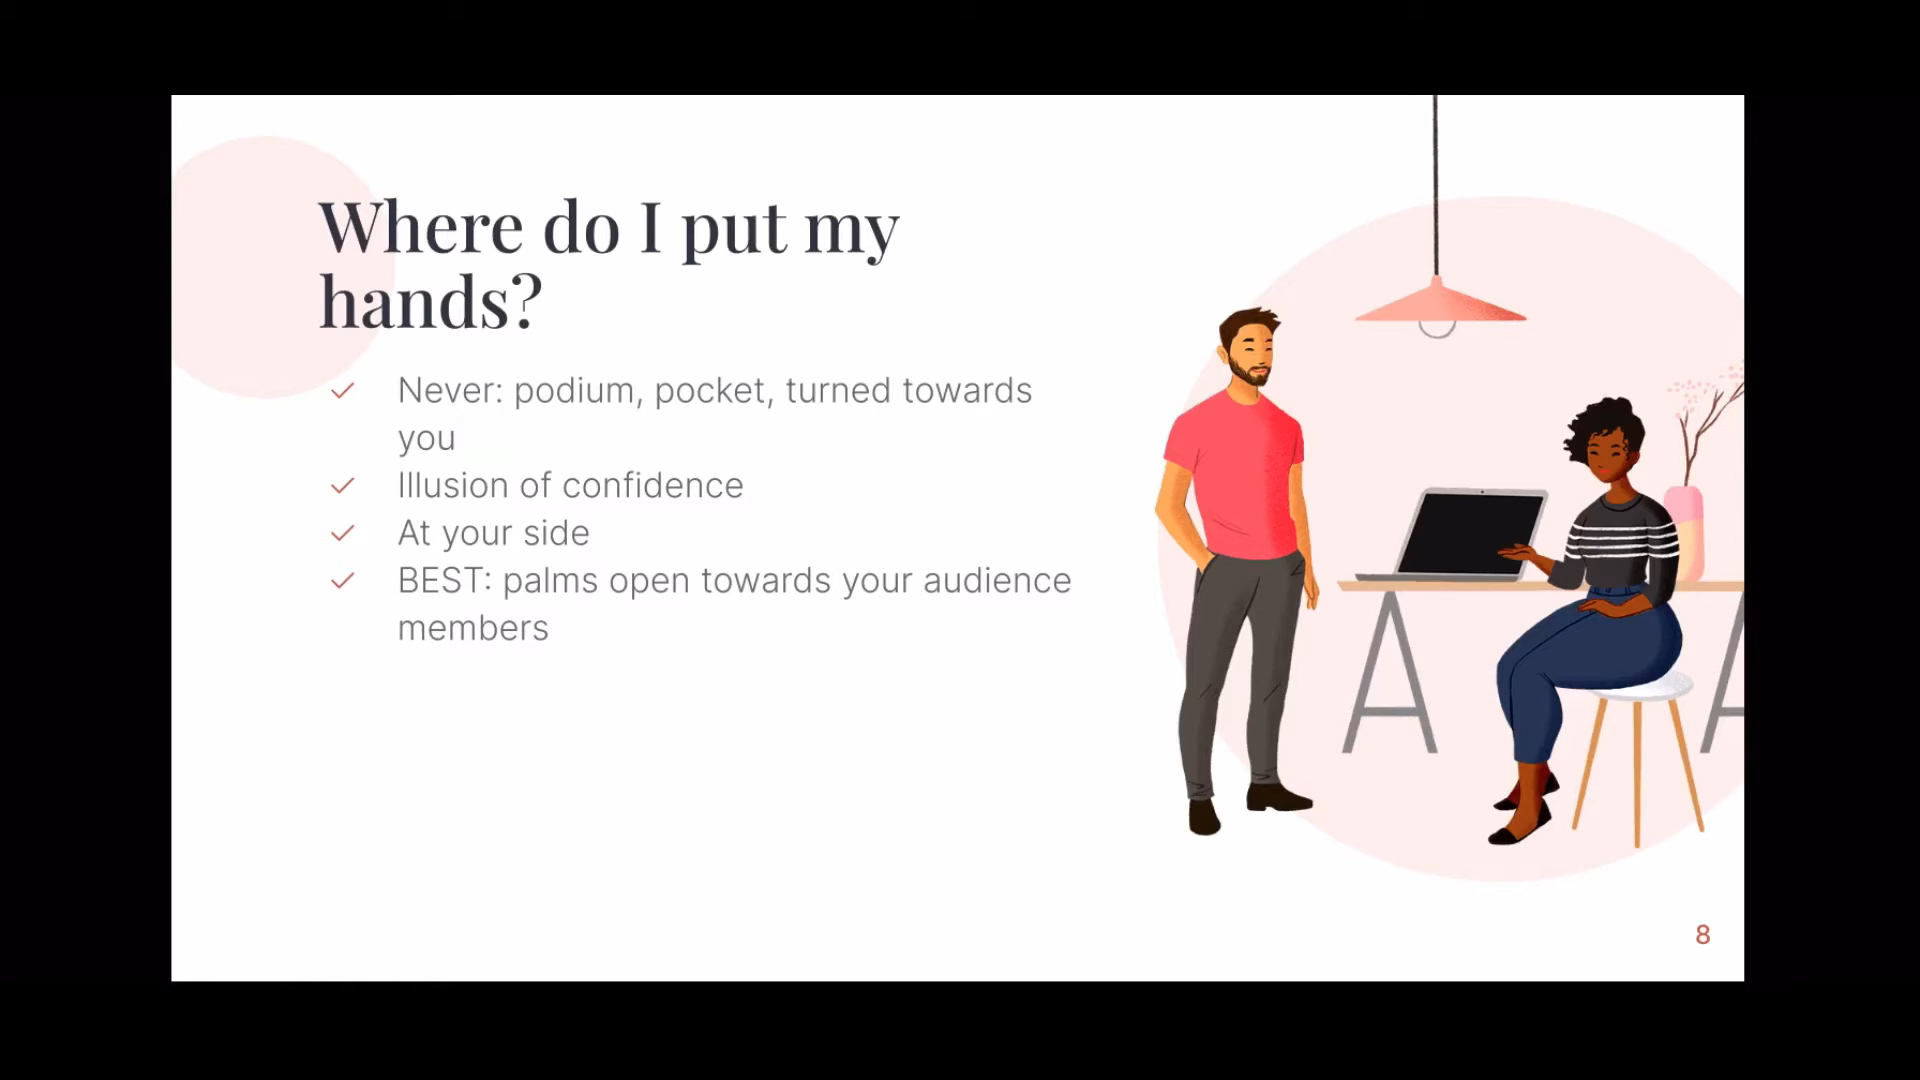 Where do I put my
hands?
Never: podium, pocket, turned towards
you
Illusion of confidence
At your side
BEST: palms open towards your audience
members
8